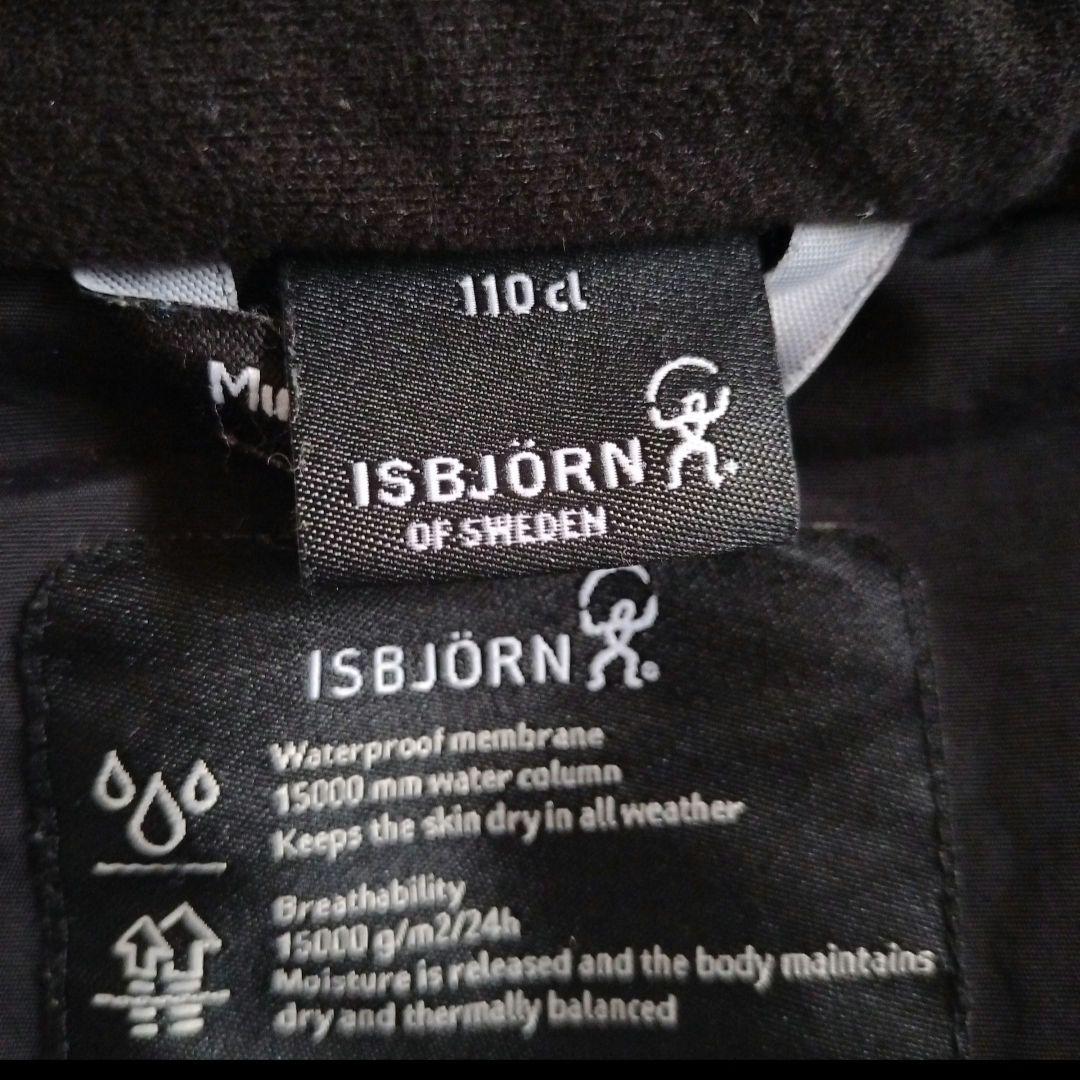 110 cl
Mu
ISBJÖRN
OF SWEDEN
ISBJÖRN
Waterproof membrane
15000 mm water column
Keeps the skin dry in all weather
Breathability
15000 g/m2/24h
Moisture is released and the body maintains
dry and thermally balanced